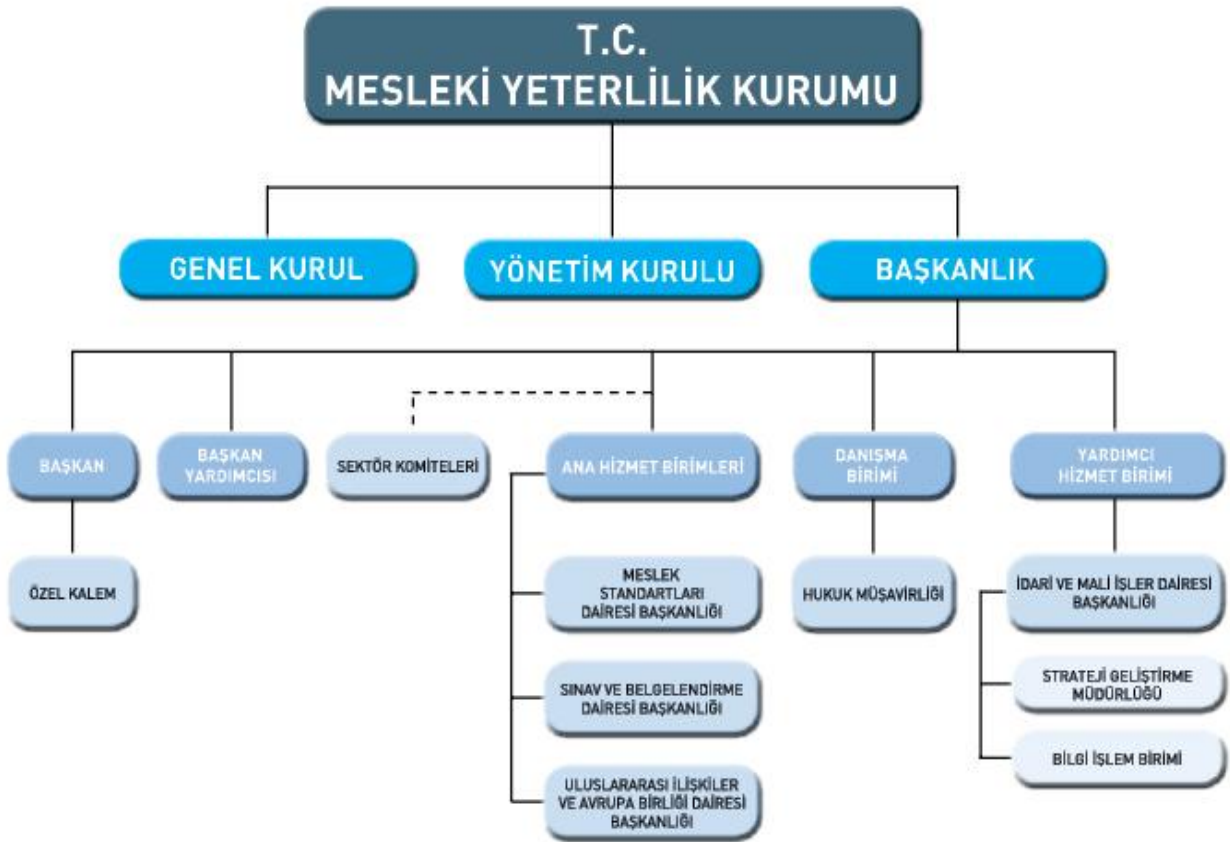 T.C.
MESLEKİ YETERLİLİK KURUMU
GENEL KURUL
YÖNETİM KURULU
BAŞKANLIK
BAŞKAN
BAŞKAN
YARDIMCISI
SEKTÖR KOMİTELERİ
ANA HİZMET BİRİMLERİ
DANIŞMA
BİRİMİ
YARDIMCI
HİZMET BİRİMİ
ÖZEL KALEM
MESLEK
STANDARTLARI
DAİRESİ BAŞKANLIĞI
HUKUK MÜŞAVİRLİĞİ
İDARİ VE MALİ İŞLER DAİRESİ
BAŞKANLIĞI
SINAV VE BELGELENDİRME
DAİRESİ BAŞKANLIĞI
STRATEJİ GELİŞTİRME
MÜDÜRLÜĞÜ
ULUSLARARASI İLİŞKİLER
VE AVRUPA BİRLİĞİ DAİRESİ
BAŞKANLIĞI
BİLGİ İŞLEM BİRİMİ